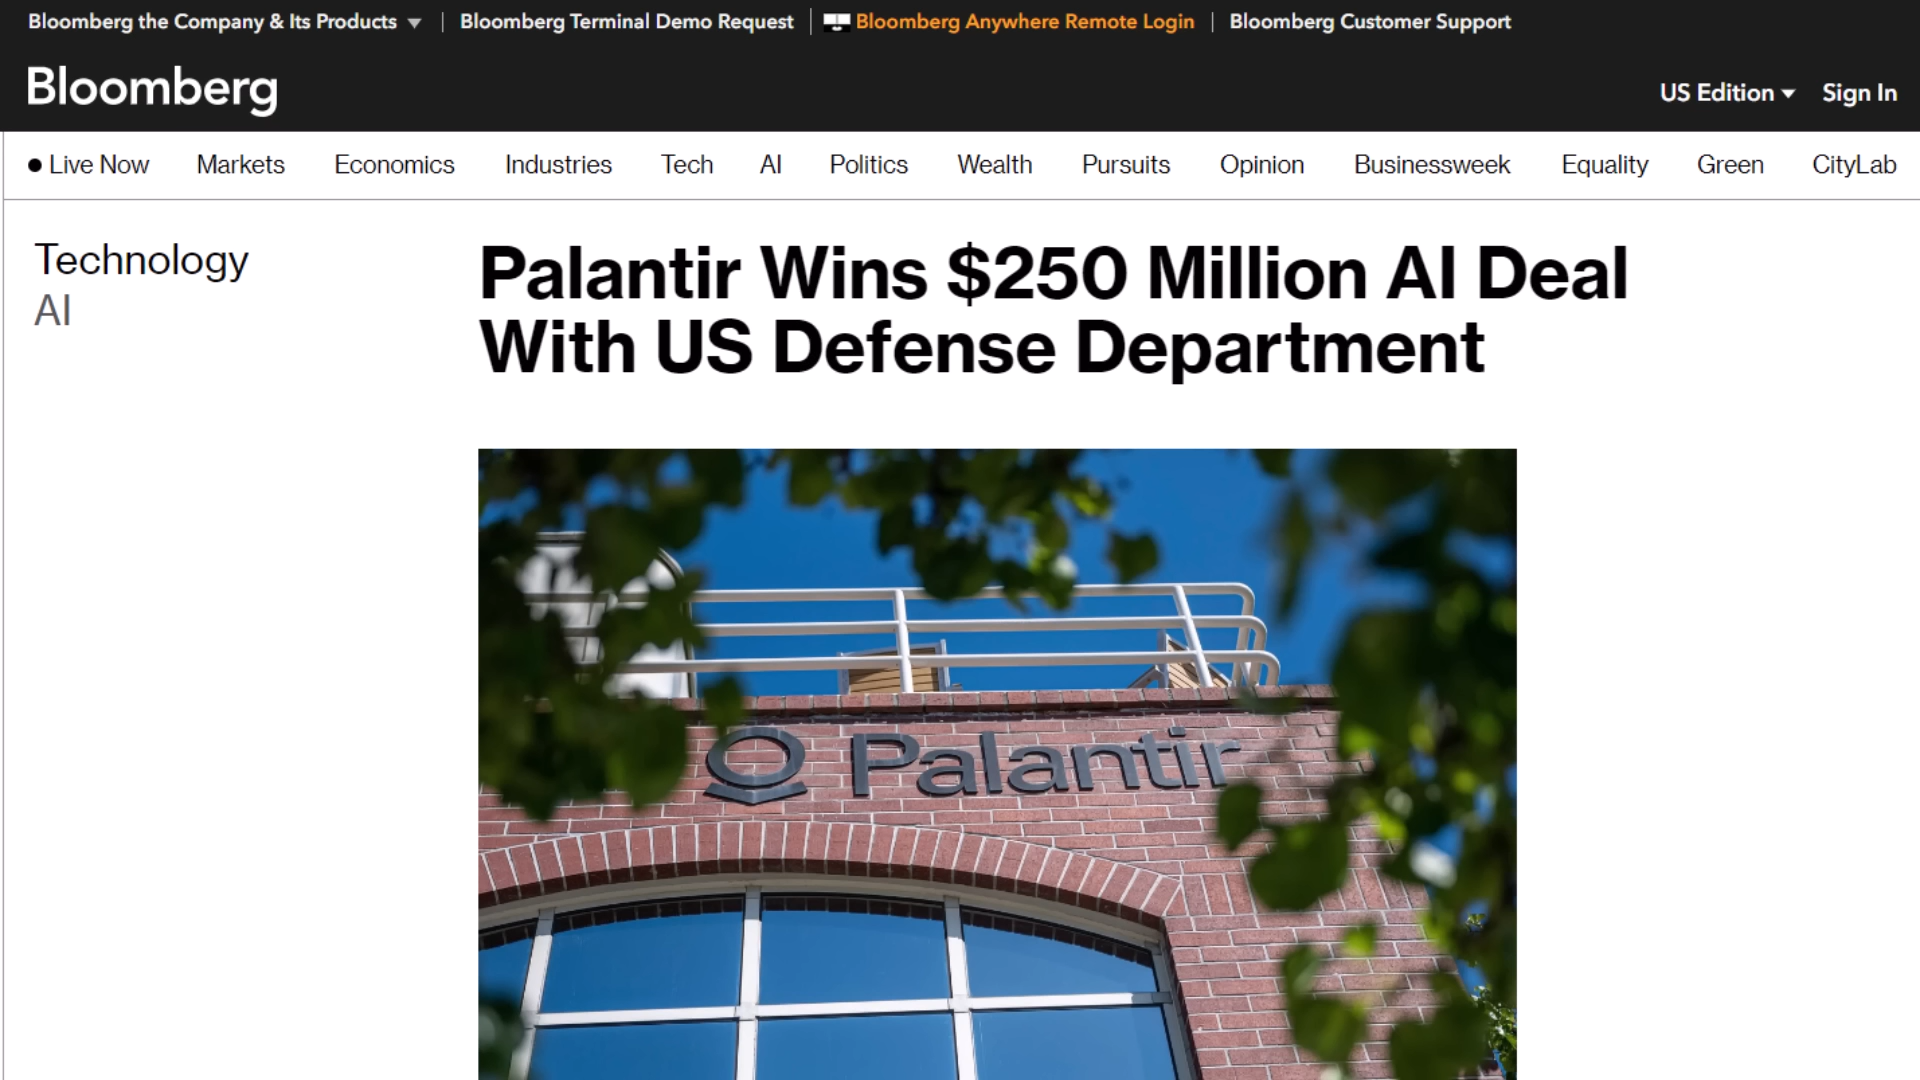 Bloomberg the Company & Its Products
Bloomberg Terminal Demo Request
Bloomberg Anywhere Remote Login
Bloomberg Customer Support
Bloomberg
US Edition
Sign In
Live Now
Markets
Economics
Industries
Tech
AI
Politics
Wealth
Pursuits
Opinion
Businessweek
Equality
Green
CityLab
Technology
AI
Palantir Wins $250 Million AI Deal
With US Defense Department
Palantir